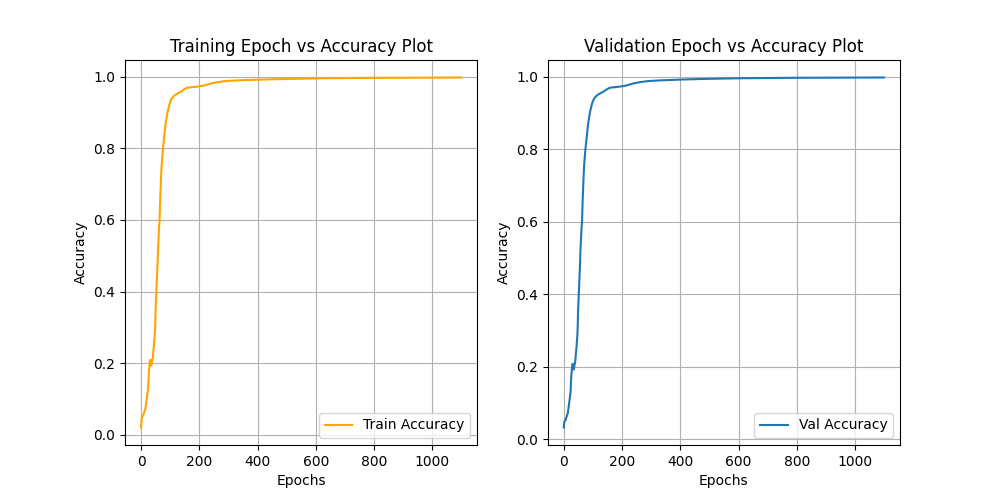 Training Epoch vs Accuracy Plot
1.0
0.8
0.6
0.4
0.2
0.0
Accuracy
0 200 400 600 800 1000
Epochs
Train Accuracy
Validation Epoch vs Accuracy Plot
1.0
0.8
0.6
0.4
0.2
0.0
Accuracy
0 200 400 600 800 1000
Epochs
Val Accuracy